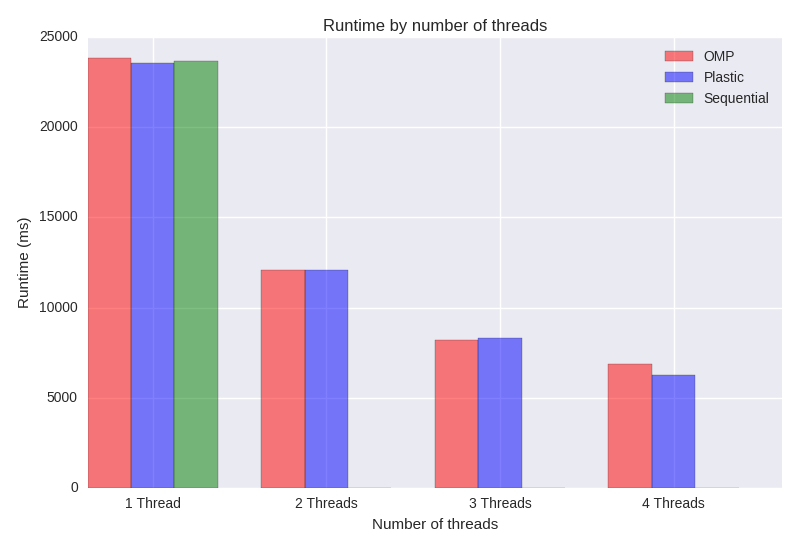 Runtime by number of threads
25000
20000
15000
10000
5000
0
Runtime (ms)
OMP
Plastic
Sequential
1 Thread
2 Threads
3 Threads
4 Threads
Number of threads